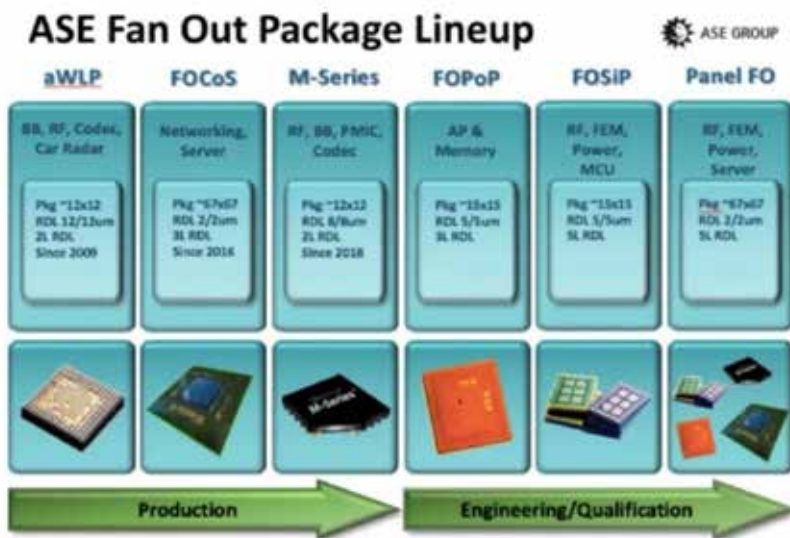 ASE Fan Out Package Lineup
ASE GROUP
aWLP
FOCoS
M-Series
FOPoP
FOSiP
Panel FO
BB, RF, Codec,
Car Radar
Networking,
Server
RF, BB, PMIC,
Codec
AP &
Memory
RF, FEM,
Power,
MCU
RF, FEM,
Power,
Server
Pkg ~12x12
RDL 12/12um
2L RDL
Since 2009
Pkg ~67x67
RDL 2/2um
3L RDL
Since 2016
Pkg ~12x12
RDL 8/8um
2L RDL
Since 2018
Pkg ~15x15
RDL 5/5um
3L RDL
Pkg ~15x15
RDL 5/5um
5L RDL
Pkg ~67x67
RDL 2/2um
5L RDL
M-Series
Production
Engineering/Qualification